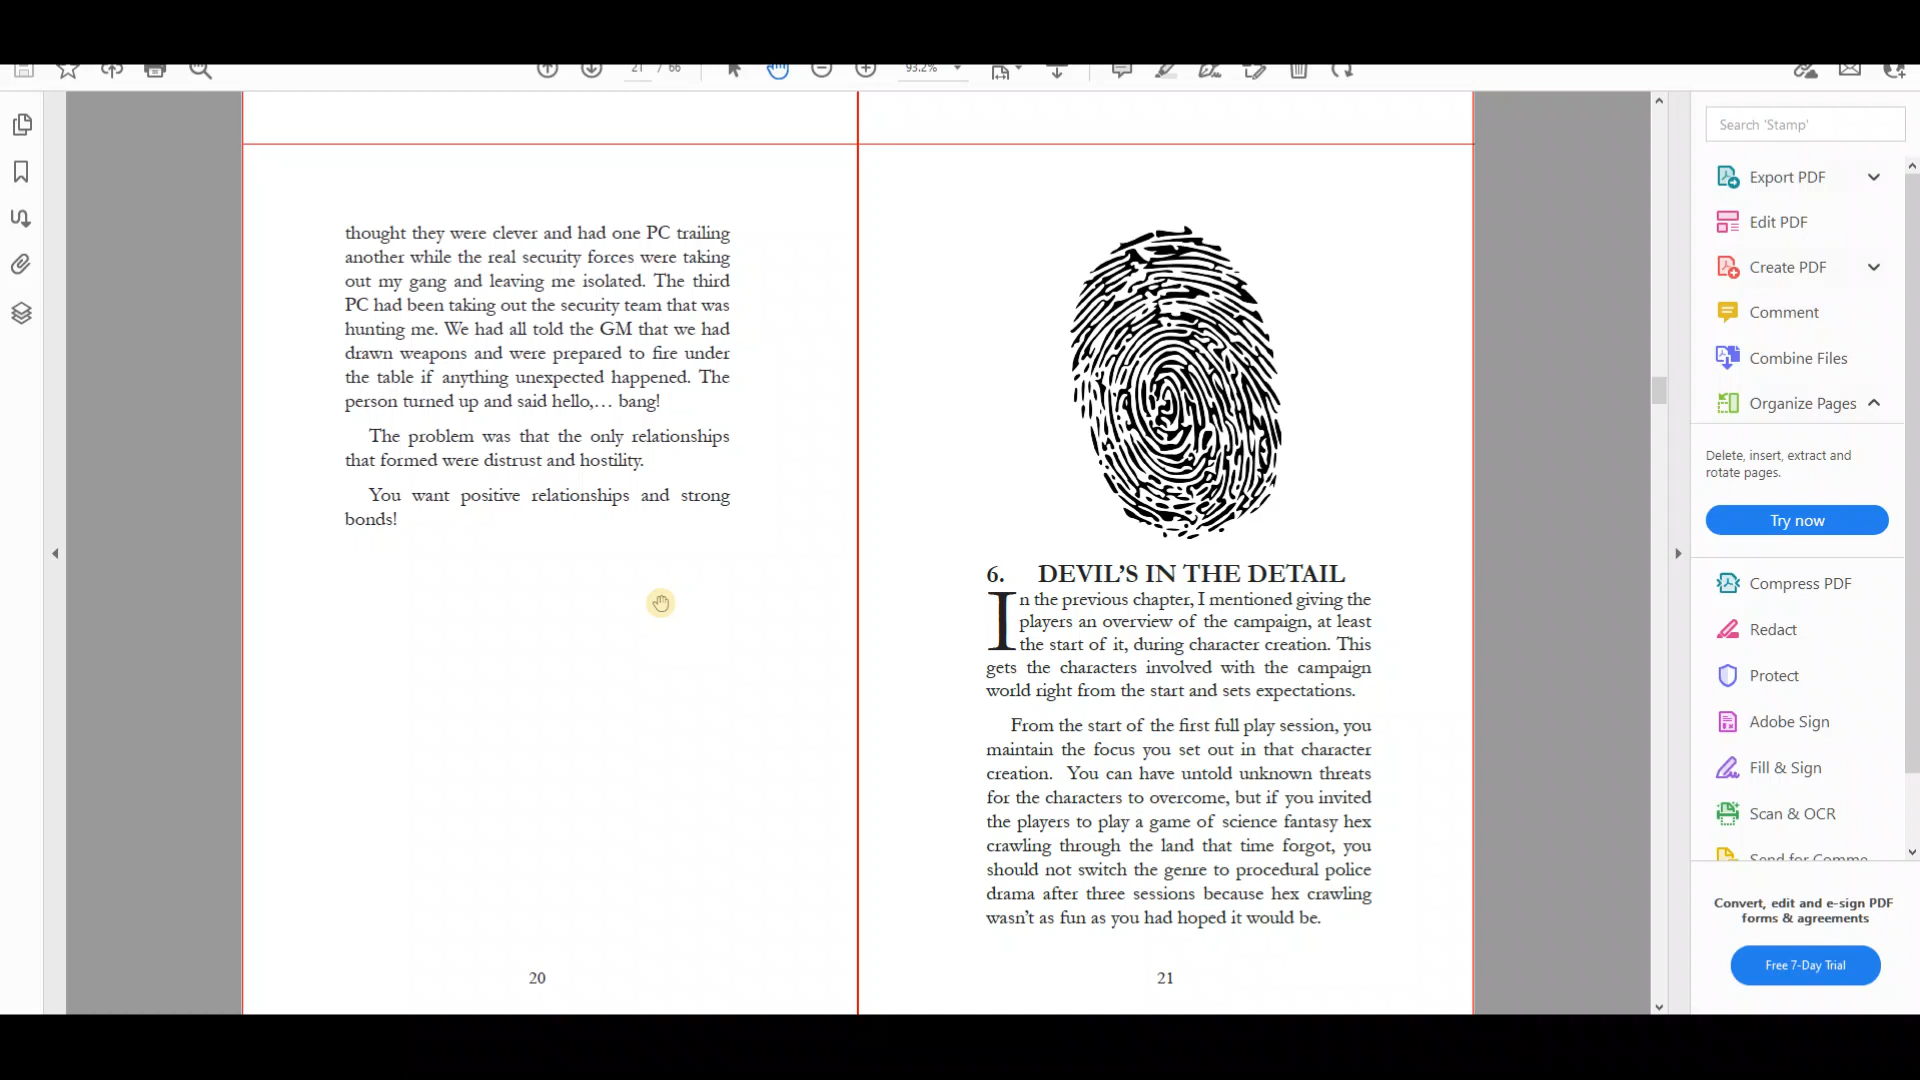 21 / 66
93.2%
Search 'Stamp'
Export PDF
Edit PDF
Create PDF
Comment
Combine Files
Organize Pages
Delete, insert, extract and
rotate pages.
Try now
Compress PDF
Redact
Protect
Adobe Sign
Fill & Sign
Scan & OCR
Send for Comme
Convert, edit and e-sign PDF
forms & agreements
Free 7-Day Trial
thought they were clever and had one PC trailing
another while the real security forces were taking
out my gang and leaving me isolated. The third
PC had been taking out the security team that was
hunting me. We had all told the GM that we had
drawn weapons and were prepared to fire under
the table if anything unexpected happened. The
person turned up and said hello,… bang!
The problem was that the only relationships
that formed were distrust and hostility.
You want positive relationships and strong
bonds!
20
6. DEVIL'S IN THE DETAIL
In the previous chapter, I mentioned giving the
players an overview of the campaign, at least
the start of it, during character creation. This
gets the characters involved with the campaign
world right from the start and sets expectations.
From the start of the first full play session, you
maintain the focus you set out in that character
creation. You can have untold unknown threats
for the characters to overcome, but if you invited
the players to play a game of science fantasy hex
crawling through the land that time forgot, you
should not switch the genre to procedural police
drama after three sessions because hex crawling
wasn't as fun as you had hoped it would be.
21